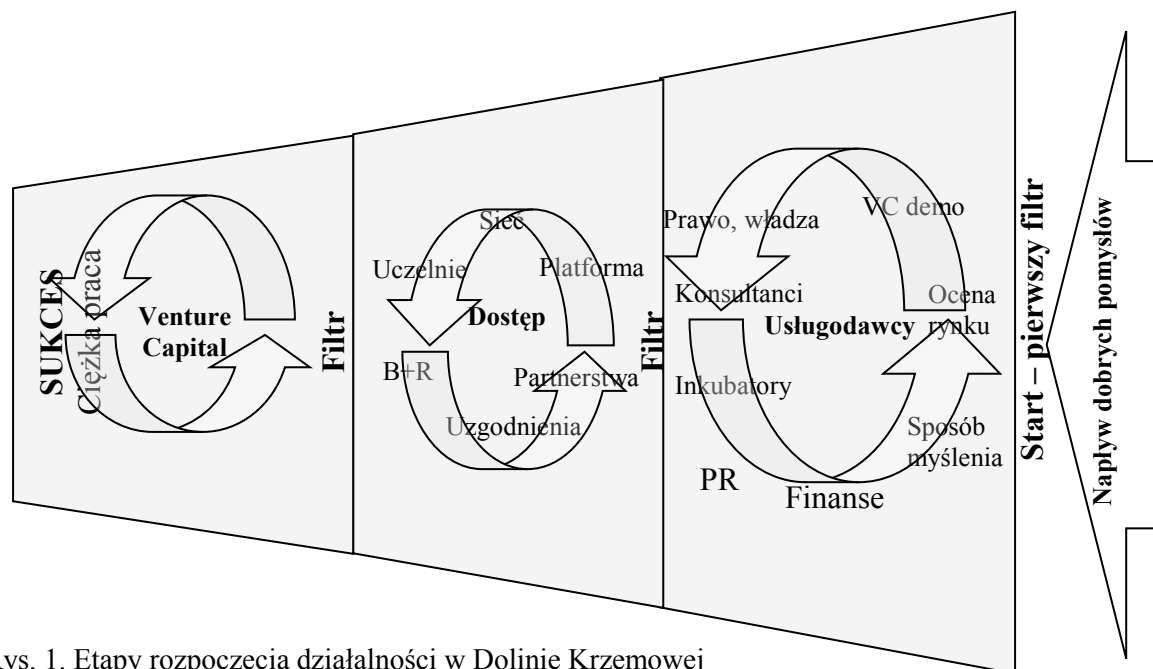 SUKCES
Ciężka praca
Venture
Capital
Filtr
Sieć
Uczelnie
Platforma
Dostęp
B+R
Partnerstwa
Uzgodnienia
Filtr
Prawo, władza
VC demo
Konsultanci
Ocena
rynku
Usługodawcy
Inkubatory
Sposób
myślenia
PR
Finanse
Start – pierwszy filtr
Napływ dobrych pomysłów
ys. 1. Etapy rozpoczęcia działalności w Dolinie Krzemowej